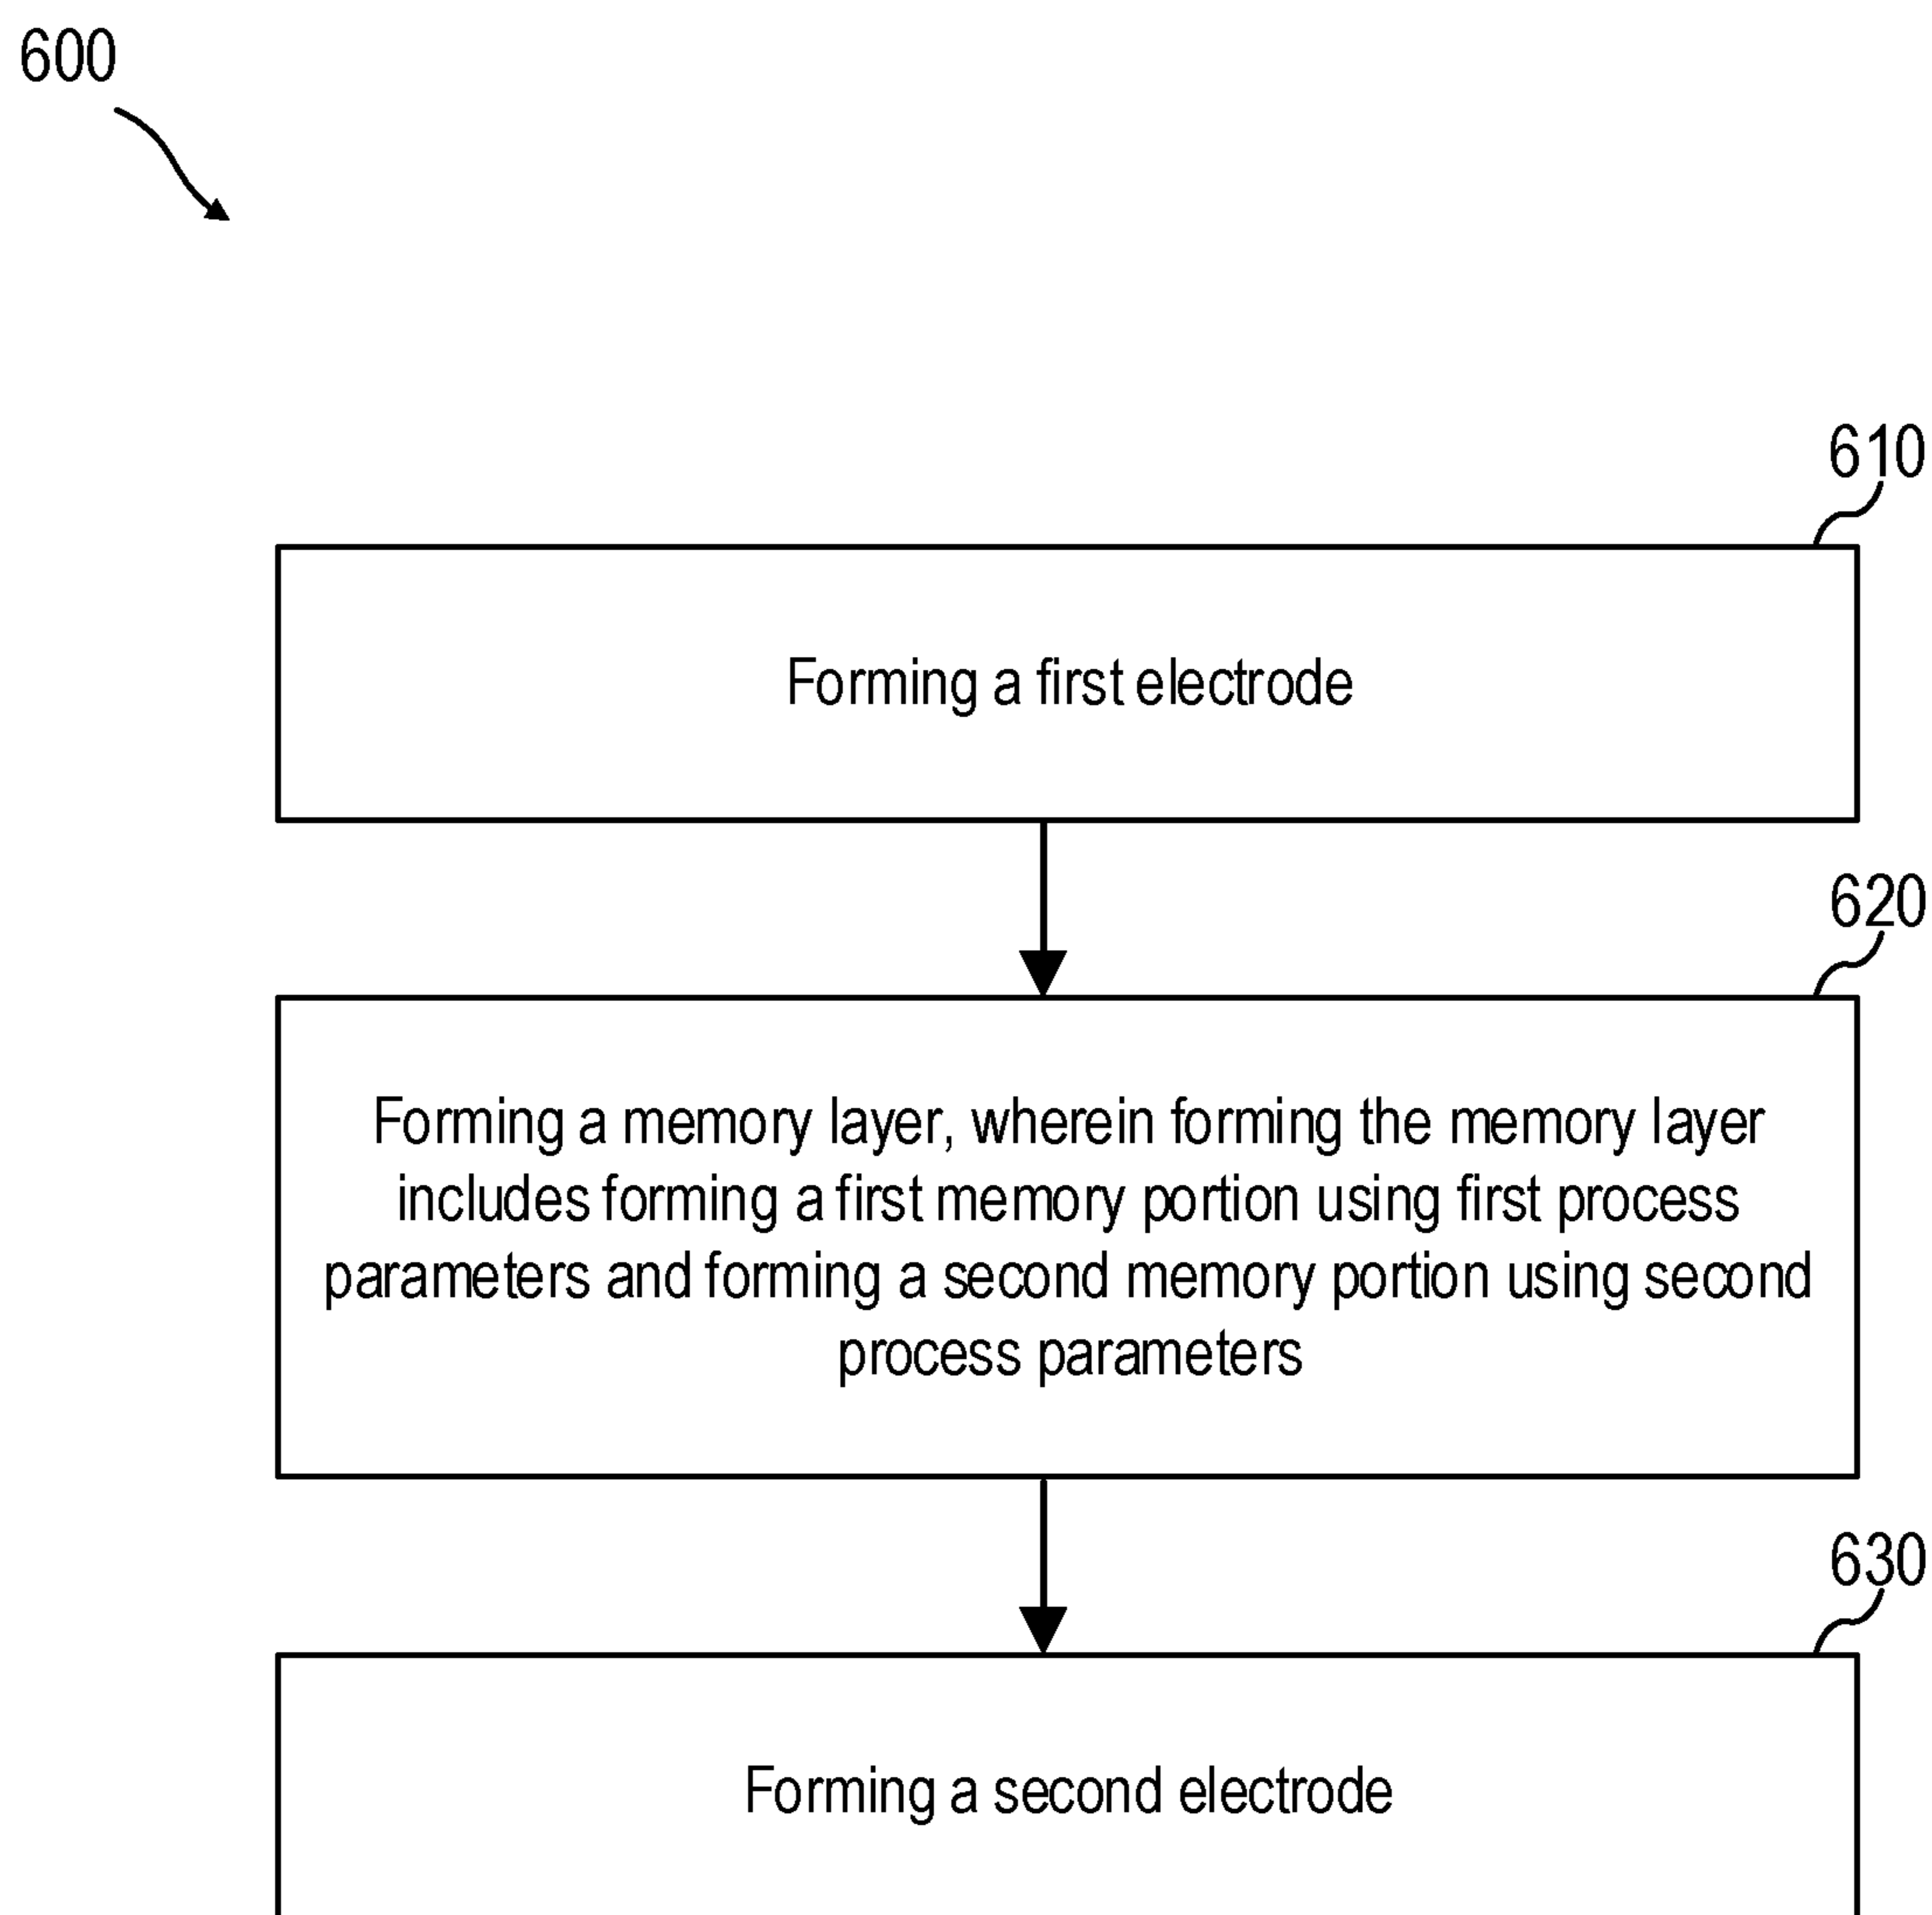 600
610
Forming a first electrode
620
Forming a memory layer, wherein forming the memory layer
includes forming a first memory portion using first process
parameters and forming a second memory portion using second
process parameters
630
Forming a second electrode